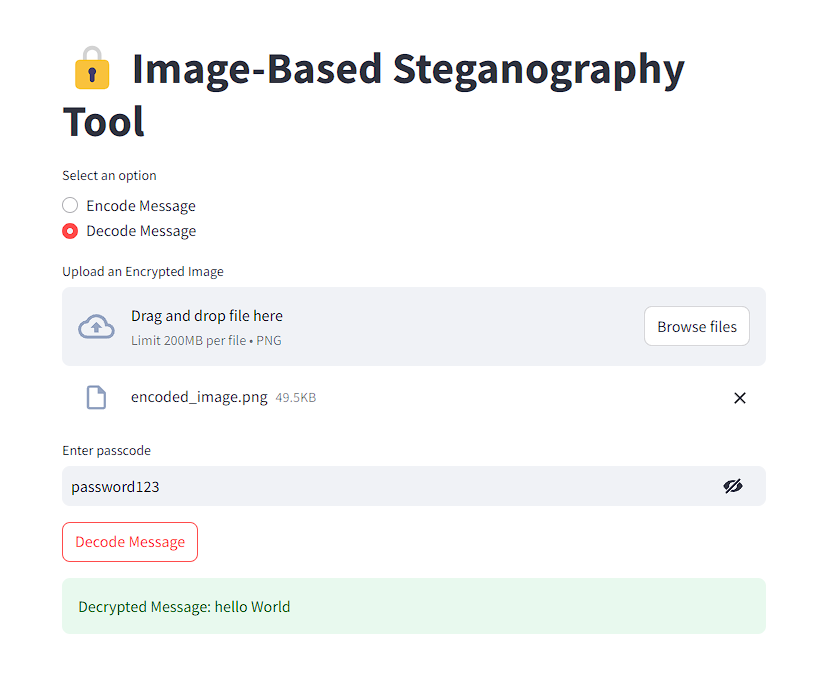 Image-Based Steganography
Tool
Select an option
Encode Message
Decode Message
Upload an Encrypted Image
Drag and drop file here
Limit 200MB per file • PNG
Browse files
encoded_image.png 49.5KB
Enter passcode
password123
Decode Message
Decrypted Message: hello World